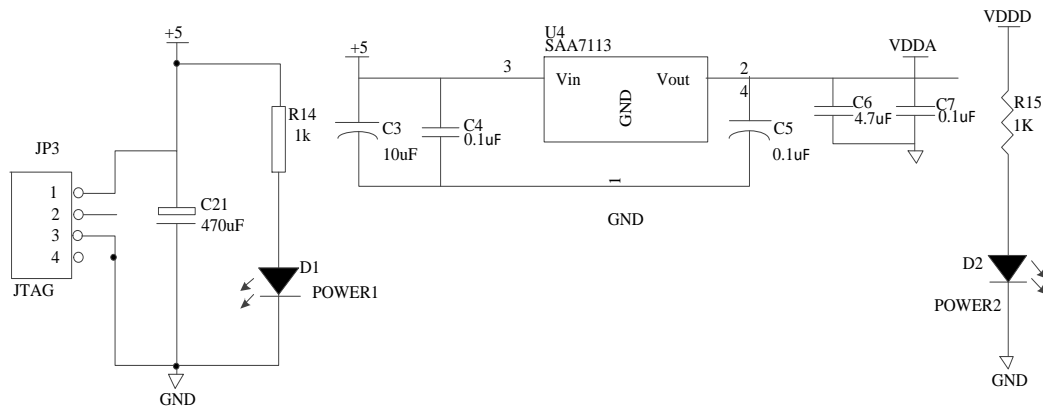 +5
R14
1k
JP3
1
2
3
4
JTAG
C21
470uF
D1
POWER1
GND
+5
C3
10uF
C4
0.1uF
U4
SAA7113
3
Vin
Vout
GND
2
4
1
GND
C5
0.1uF
VDDA
C6
4.7uF
C7
0.1uF
VDDD
R15
1K
D2
POWER2
GND